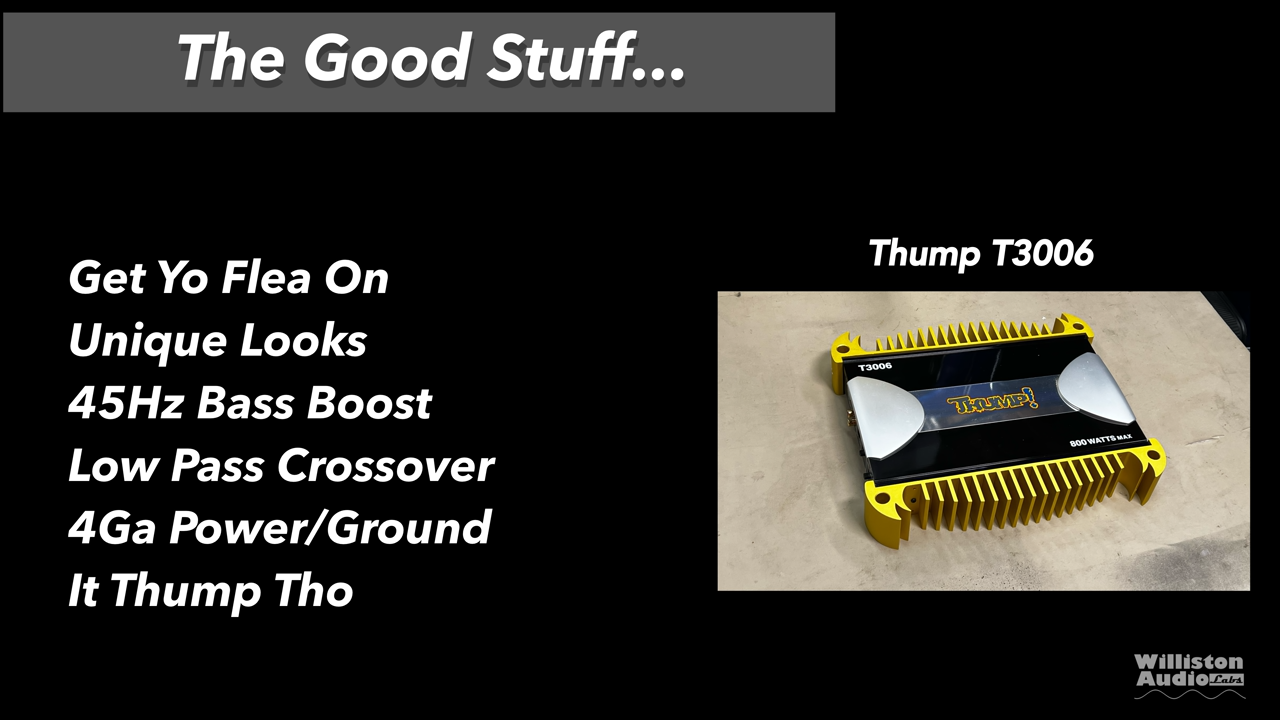 The Good Stuff...
Get Yo Flea On
Unique Looks
45Hz Bass Boost
Low Pass Crossover
4Ga Power/Ground
It Thump Tho
Thump T3006
T3006
THUMP!
800 WATTS MAX
Williston
Audio Labs